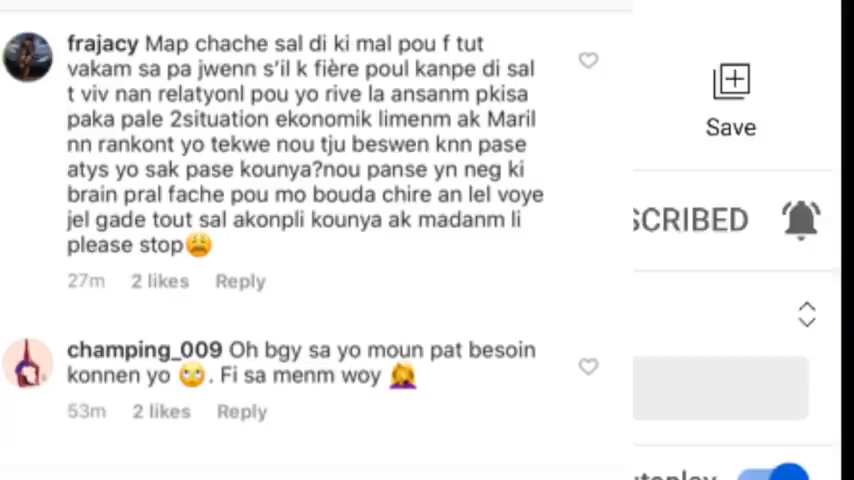 frajacy Map chache sal di ki mal pou f tut
vakam sa pa jwenn s'il k fière poul kanpe di sal
t viv nan relatyonl pou yo rive la ansanm pkisa
paka pale 2situation ekonomik limenm ak Maril
nn rankont yo tekwe nou tju beswen knn pase
atys yo sak pase kounya?nou panse yn neg ki
brain pral fache pou mo bouda chire an lel voye
jel gade tout sal akonpli kounya ak madanm li
please stop😩
27m 2 likes Reply
champing_009 Oh bgy sa yo moun pat besoin
konnen yo 🙄. Fi sa menm woy 🤦‍♀️
53m 2 likes Reply
Save
SCRIBED
utoplay